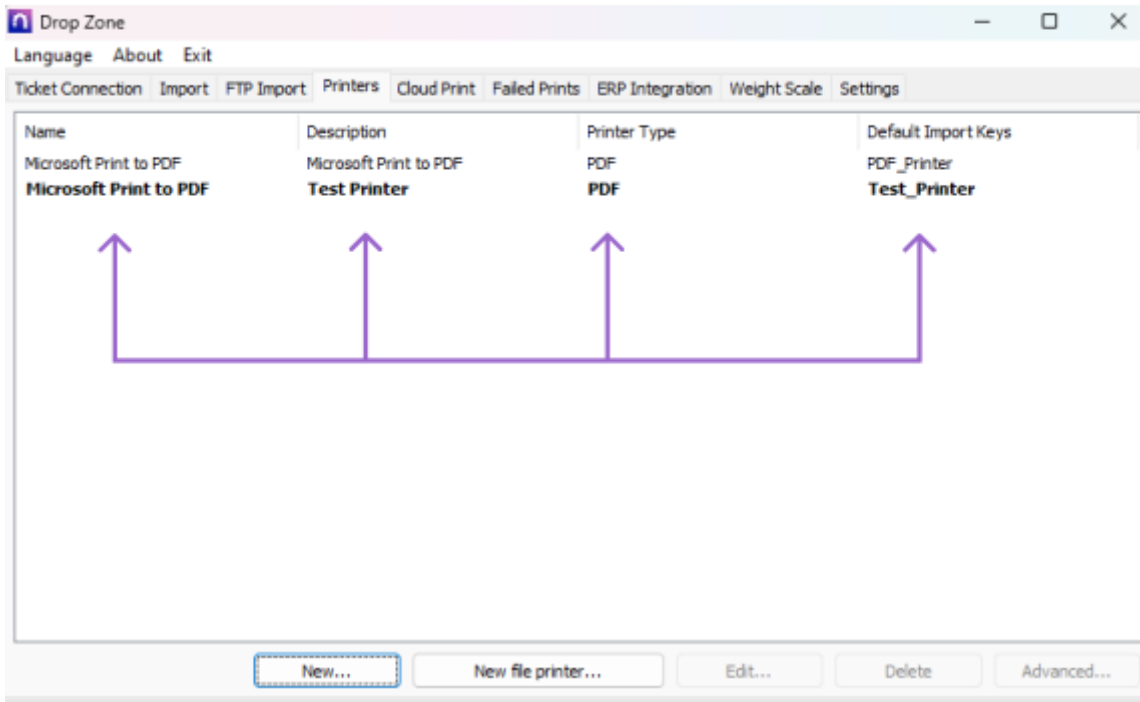 Drop Zone
Language About Exit
Ticket Connection Import FTP Import Printers Cloud Print Failed Prints ERP Integration Weight Scale Settings
Name Description Printer Type Default Import Keys
Microsoft Print to PDF Microsoft Print to PDF PDF PDF_Printer
Microsoft Print to PDF Test Printer PDF Test_Printer
New... New file printer... Edit... Delete Advanced...